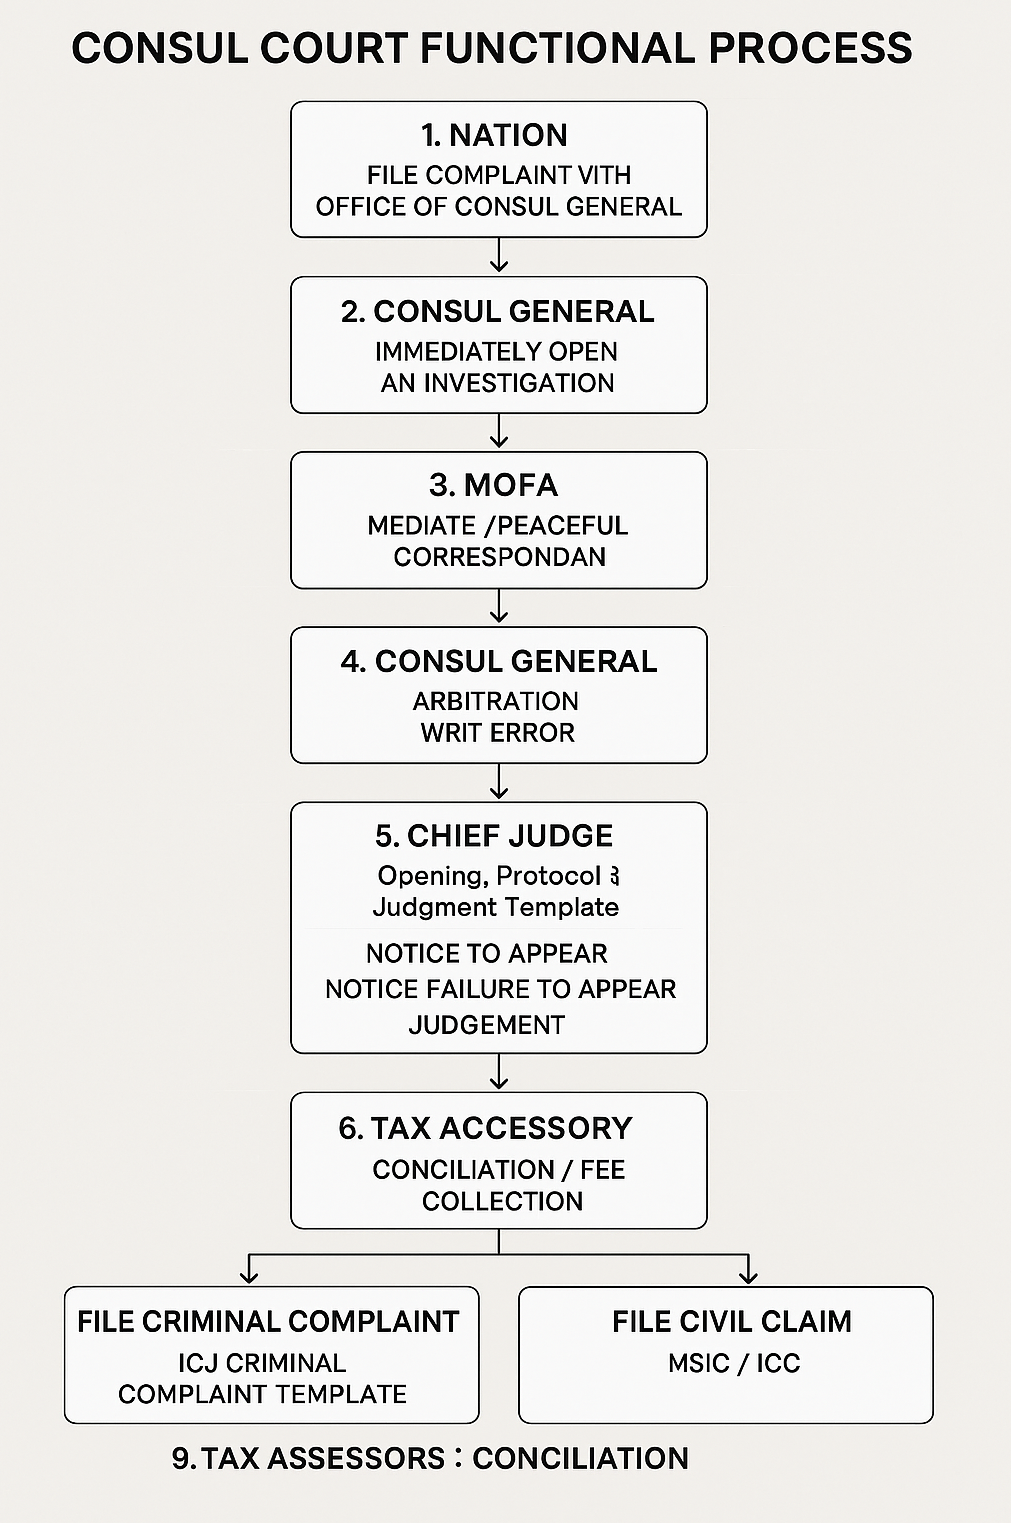 CONSUL COURT FUNCTIONAL PROCESS
1. NATION
FILE COMPLAINT VITH
OFFICE OF CONSUL GENERAL
2. CONSUL GENERAL
IMMEDIATELY OPEN
AN INVESTIGATION
3. MOFA
MEDIATE /PEACEFUL
CORRESPONDAN
4. CONSUL GENERAL
ARBITRATION
WRIT ERROR
5. CHIEF JUDGE
Opening, Protocol
Judgment Template
NOTICE TO APPEAR
NOTICE FAILURE TO APPEAR
JUDGEMENT
6. TAX ACCESSORY
CONCILIATION / FEE
COLLECTION
FILE CRIMINAL COMPLAINT
ICJ CRIMINAL
COMPLAINT TEMPLATE
FILE CIVIL CLAIM
MSIC / ICC
9. TAX ASSESSORS : CONCILIATION